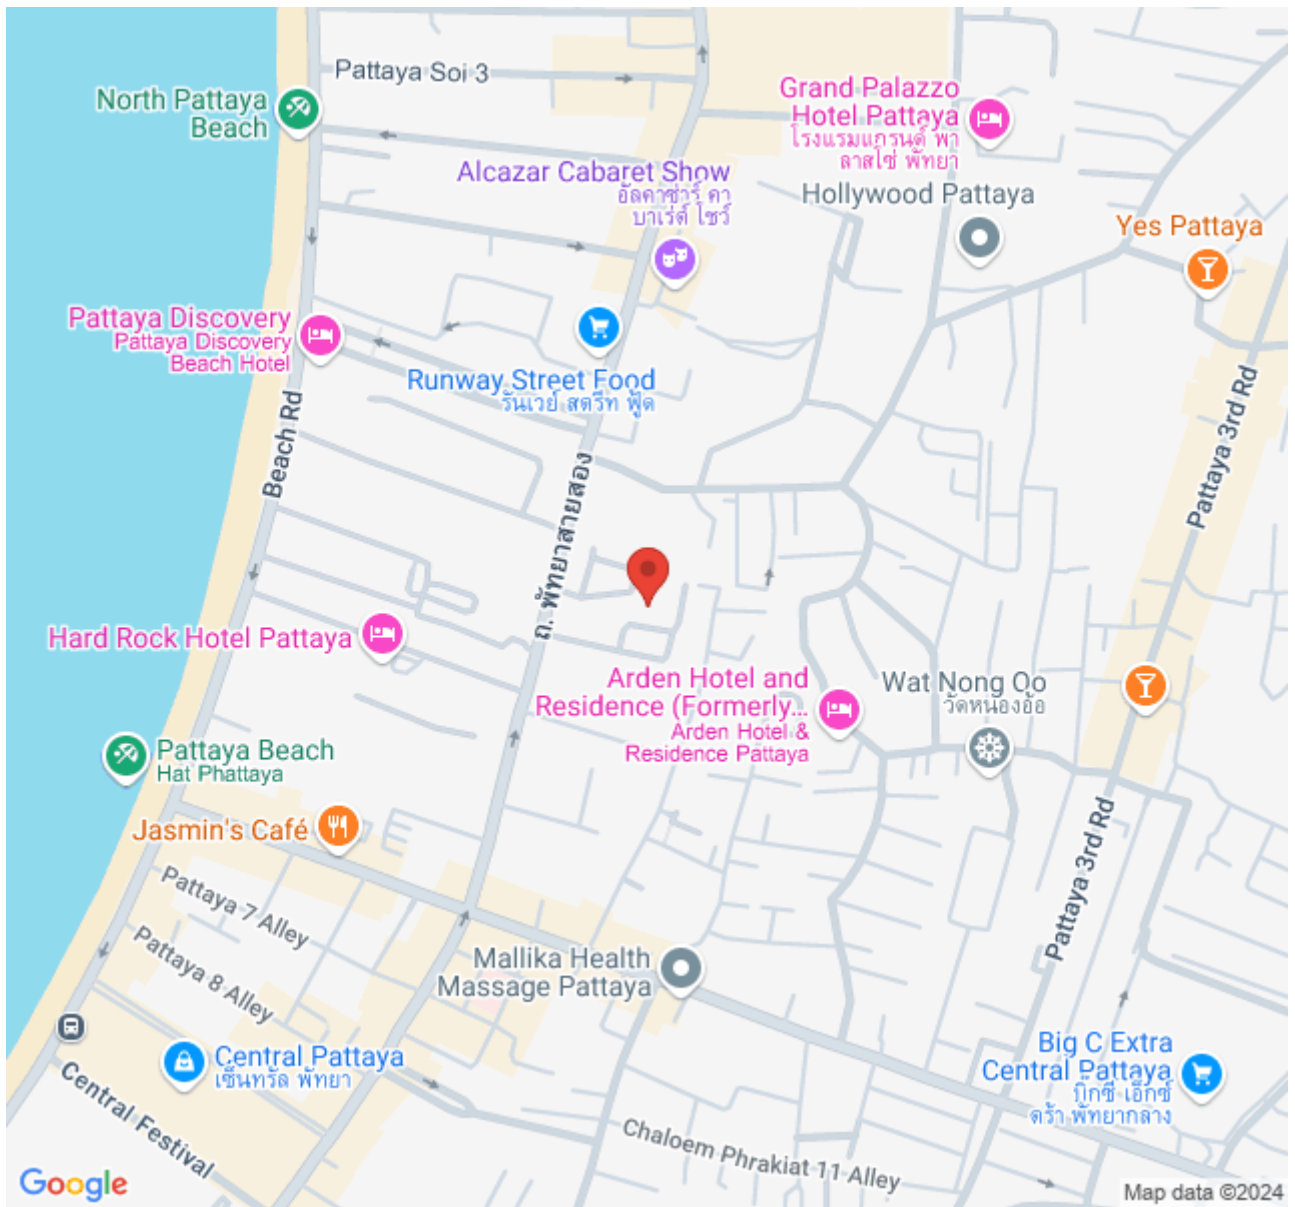 Pattaya Soi 3
North Pattaya
Beach
Grand Palazzo
Hotel Pattaya
โรงแรมแกรนด์ พา
ลาสโซ่ พัทยา
Alcazar Cabaret Show
อัลคาซ่าร์ คา
บาเร่ต์ โชว์
Hollywood Pattaya
Yes Pattaya
Pattaya Discovery
Pattaya Discovery
Beach Hotel
Runway Street Food
รันเวย์ สตรีท ฟู้ด
Beach Rd
ถ. พัทยาสายสอง
Pattaya 3rd Rd
Hard Rock Hotel Pattaya
Arden Hotel and
Residence (Formerly...
Arden Hotel &
Residence Pattaya
Wat Nong Oo
วัดหนองอ้อ
Pattaya Beach
Hat Phattaya
Jasmin's Café
Pattaya 3rd Rd
Pattaya 7 Alley
Pattaya 8 Alley
Mallika Health
Massage Pattaya
Central Pattaya
เซ็นทรัล พัทยา
Big C Extra
Central Pattaya
บิ๊กซี เอ็กซ์
ตร้า พัทยากลาง
Central Festival
Chaloem Phrakiat 11 Alley
Google
Map data ©2024